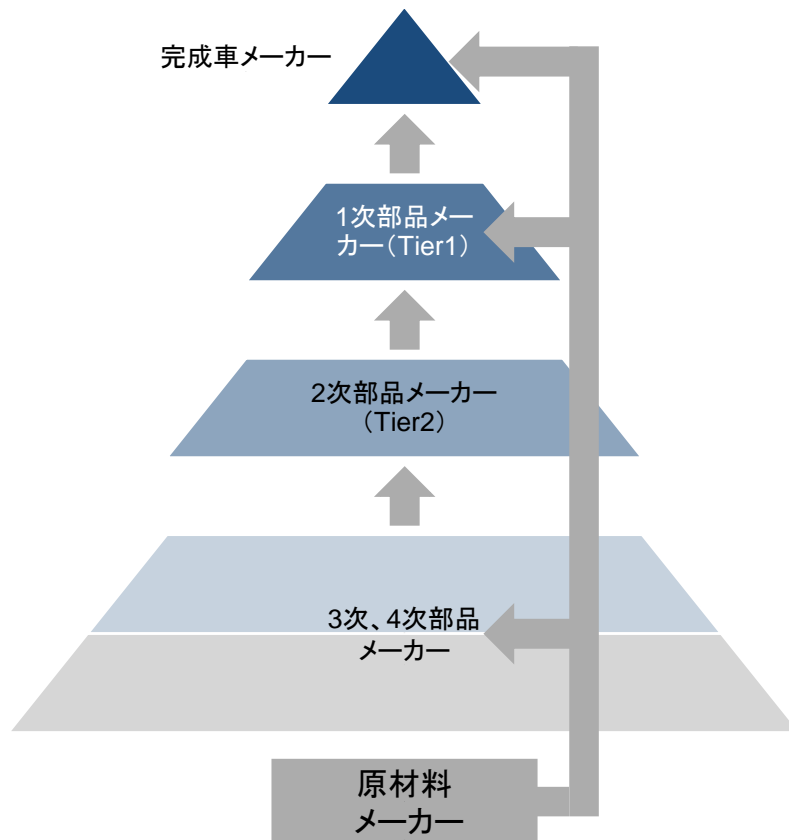 完成車メーカー
1次部品メー
カー（Tier1）
2次部品メーカー
（Tier2）
3次、4次部品
メーカー
原材料
メーカー